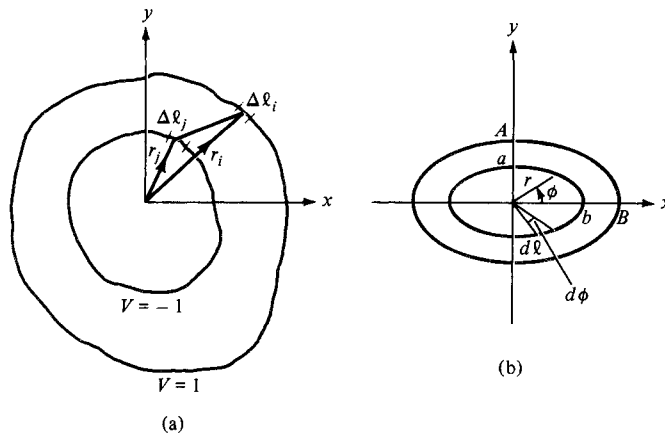 y
Δℓi
Δℓj
rj
ri
x
V = −1
V = 1
(a)
y
A
a
r
ϕ
x
b
B
dℓ
dϕ
(b)